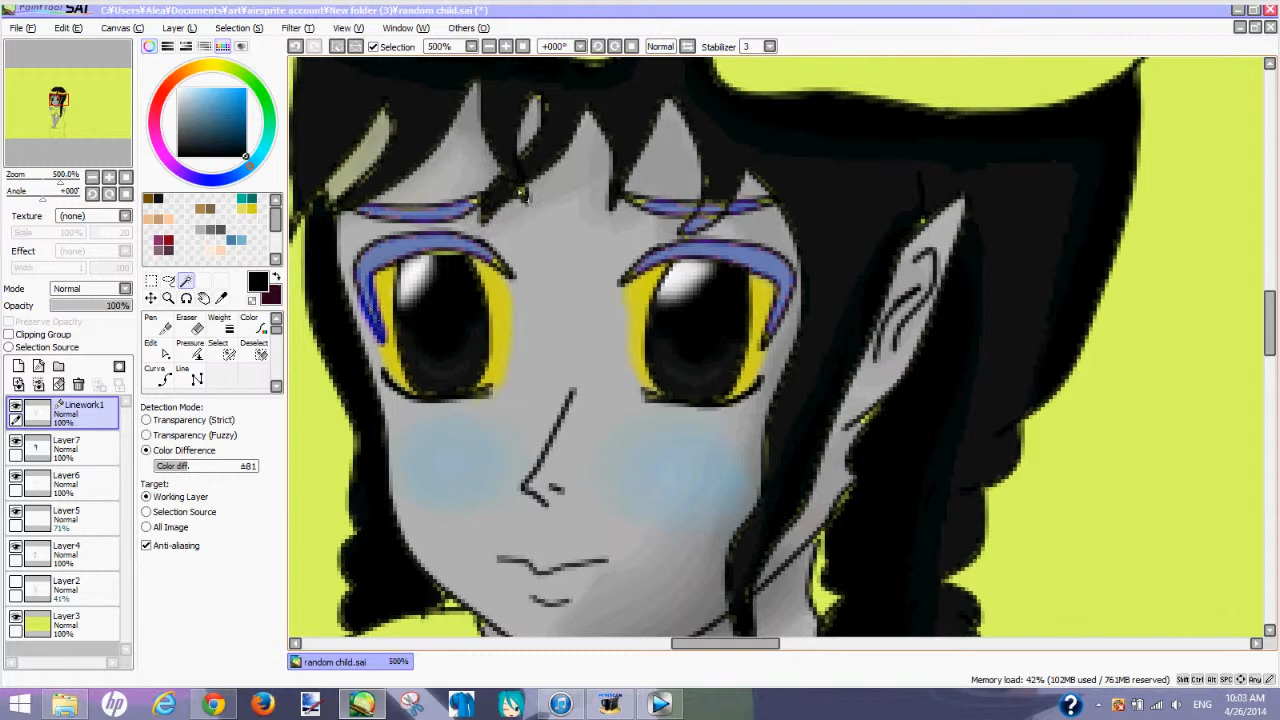 PaintTool SAI C:\Users\Alea\Documents\art\airsprite account\New folder (3)\random child.sai (*)
File (F) Edit (E) Canvas (C) Layer (L) Selection (S) Filter (T) View (V) Window (W) Others (O)
Selection 500% +000° Normal Stabilizer 3
Zoom 500.0%
Angle +000°
Texture (none)
Scale 100% 20
Effect (none)
Width 1 100
Mode Normal
Opacity 100%
Preserve Opacity
Clipping Group
Selection Source
Pen Eraser Weight Color
Edit Pressure Select Deselect
Curve Line
Linework1
Normal
100%
Layer7
Normal
100%
Layer6
Normal
100%
Layer5
Normal
71%
Layer4
Normal
100%
Layer2
Normal
41%
Layer3
Normal
100%
Detection Mode:
Transparency (Strict)
Transparency (Fuzzy)
Color Difference
Color diff. ±81
Target:
Working Layer
Selection Source
All Image
Anti-aliasing
random child.sai 500%
Memory load: 42% (102MB used / 761MB reserved) Shift Ctrl Alt SPC Any
hp
ENG
10:03 AM
4/26/2014